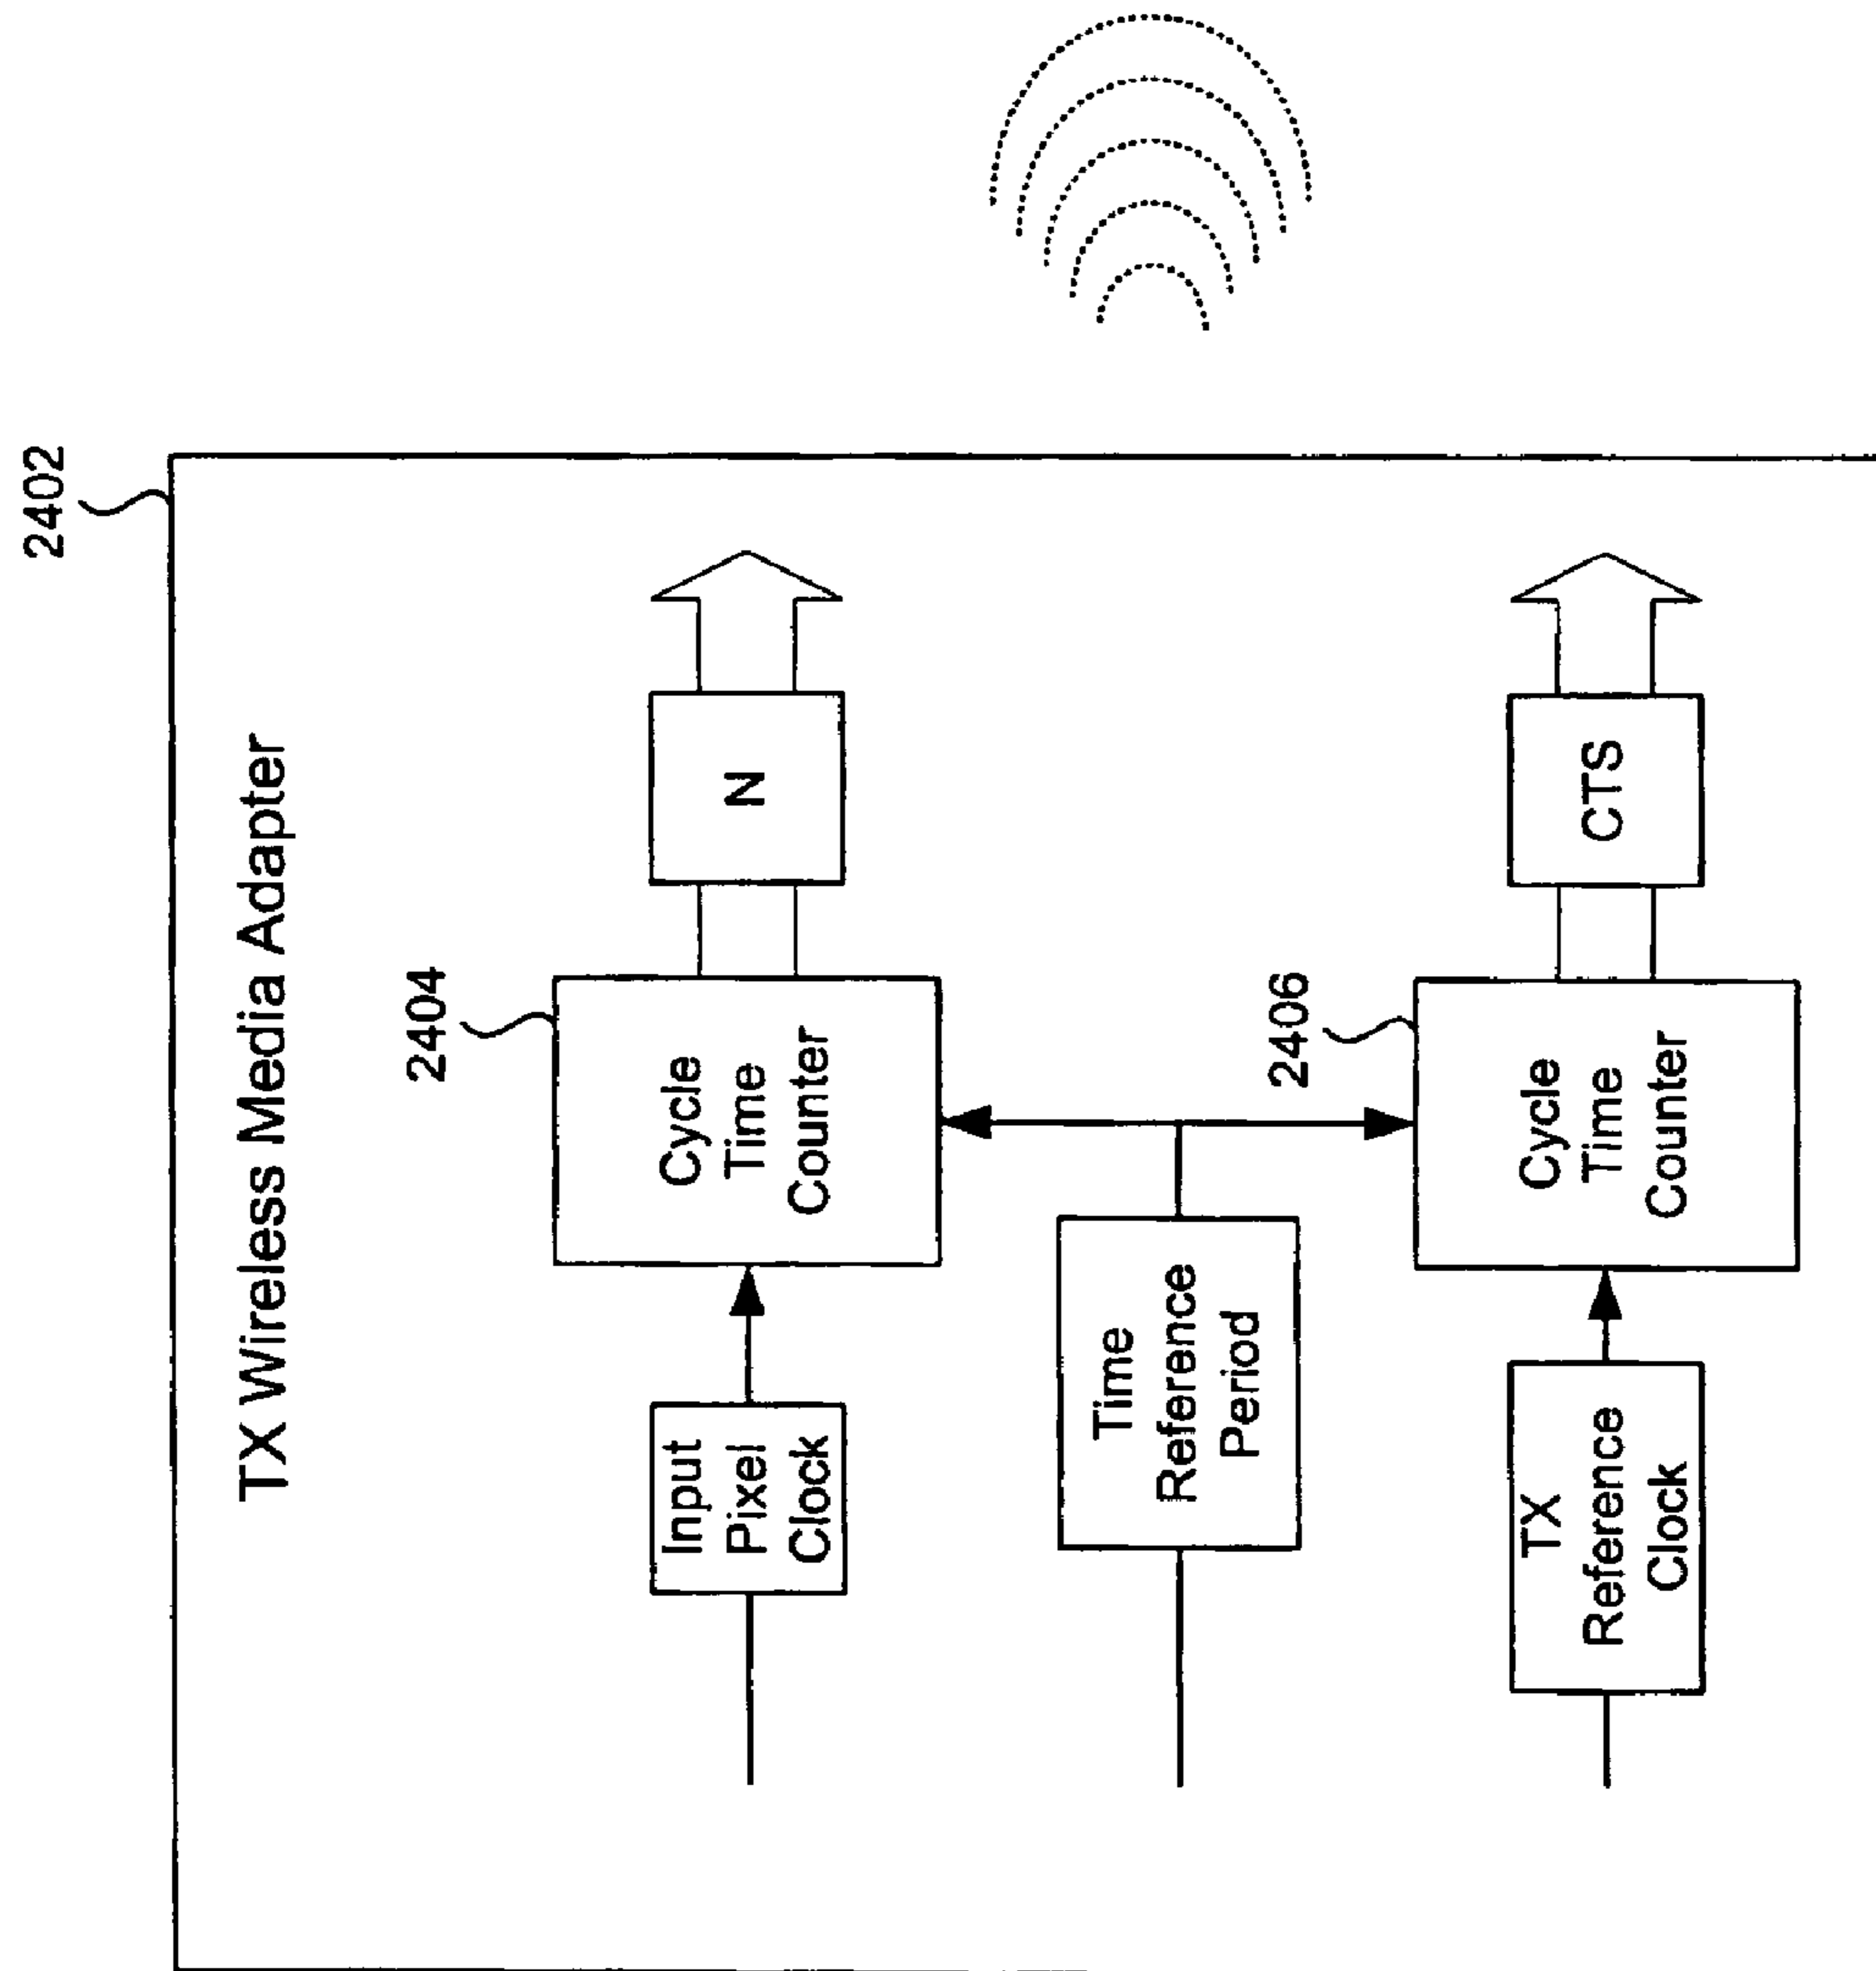 2402
TX Wireless Media Adapter
2404
Input
Pixel
Clock
Cycle
Time
Counter
N
Time
Reference
Period
2406
TX
Reference
Clock
Cycle
Time
Counter
CTS